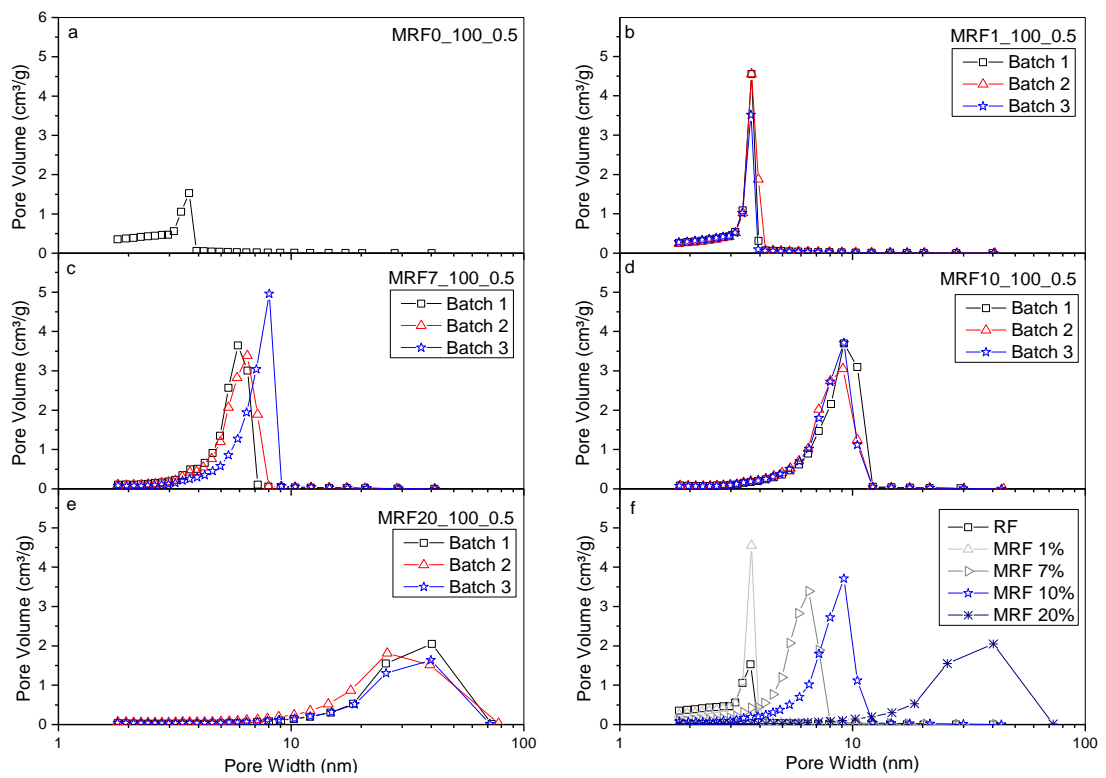 a
MRF0_100_0.5
6
5
4
3
2
1
0
Pore Volume (cm³/g)
b
MRF1_100_0.5
Batch 1
Batch 2
Batch 3
6
5
4
3
2
1
0
Pore Volume (cm³/g)
c
MRF7_100_0.5
Batch 1
Batch 2
Batch 3
5
4
3
2
1
0
Pore Volume (cm³/g)
d
MRF10_100_0.5
Batch 1
Batch 2
Batch 3
5
4
3
2
1
0
Pore Volume (cm³/g)
e
MRF20_100_0.5
Batch 1
Batch 2
Batch 3
5
4
3
2
1
0
Pore Volume (cm³/g)
1 10 100
Pore Width (nm)
f
RF
MRF 1%
MRF 7%
MRF 10%
MRF 20%
5
4
3
2
1
0
Pore Volume (cm³/g)
1 10 100
Pore Width (nm)